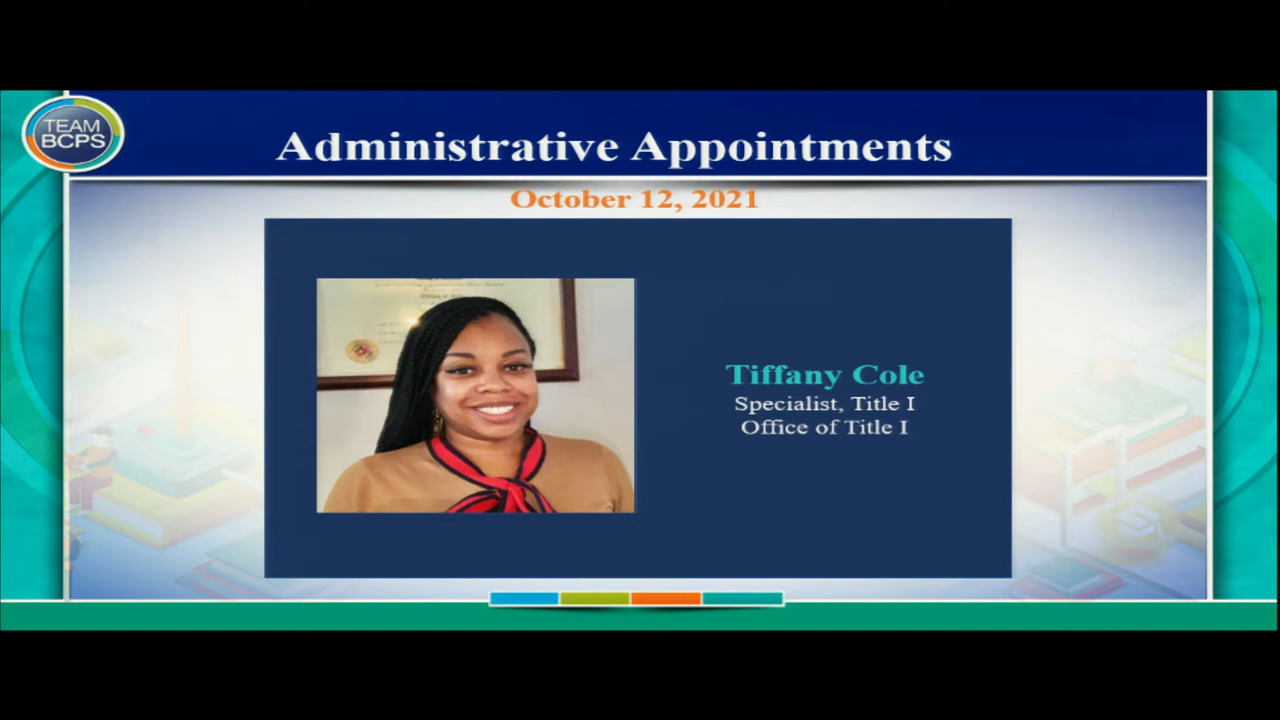 TEAM
BCPS
Administrative Appointments
October 12, 2021
Tiffany Cole
Specialist, Title I
Office of Title I